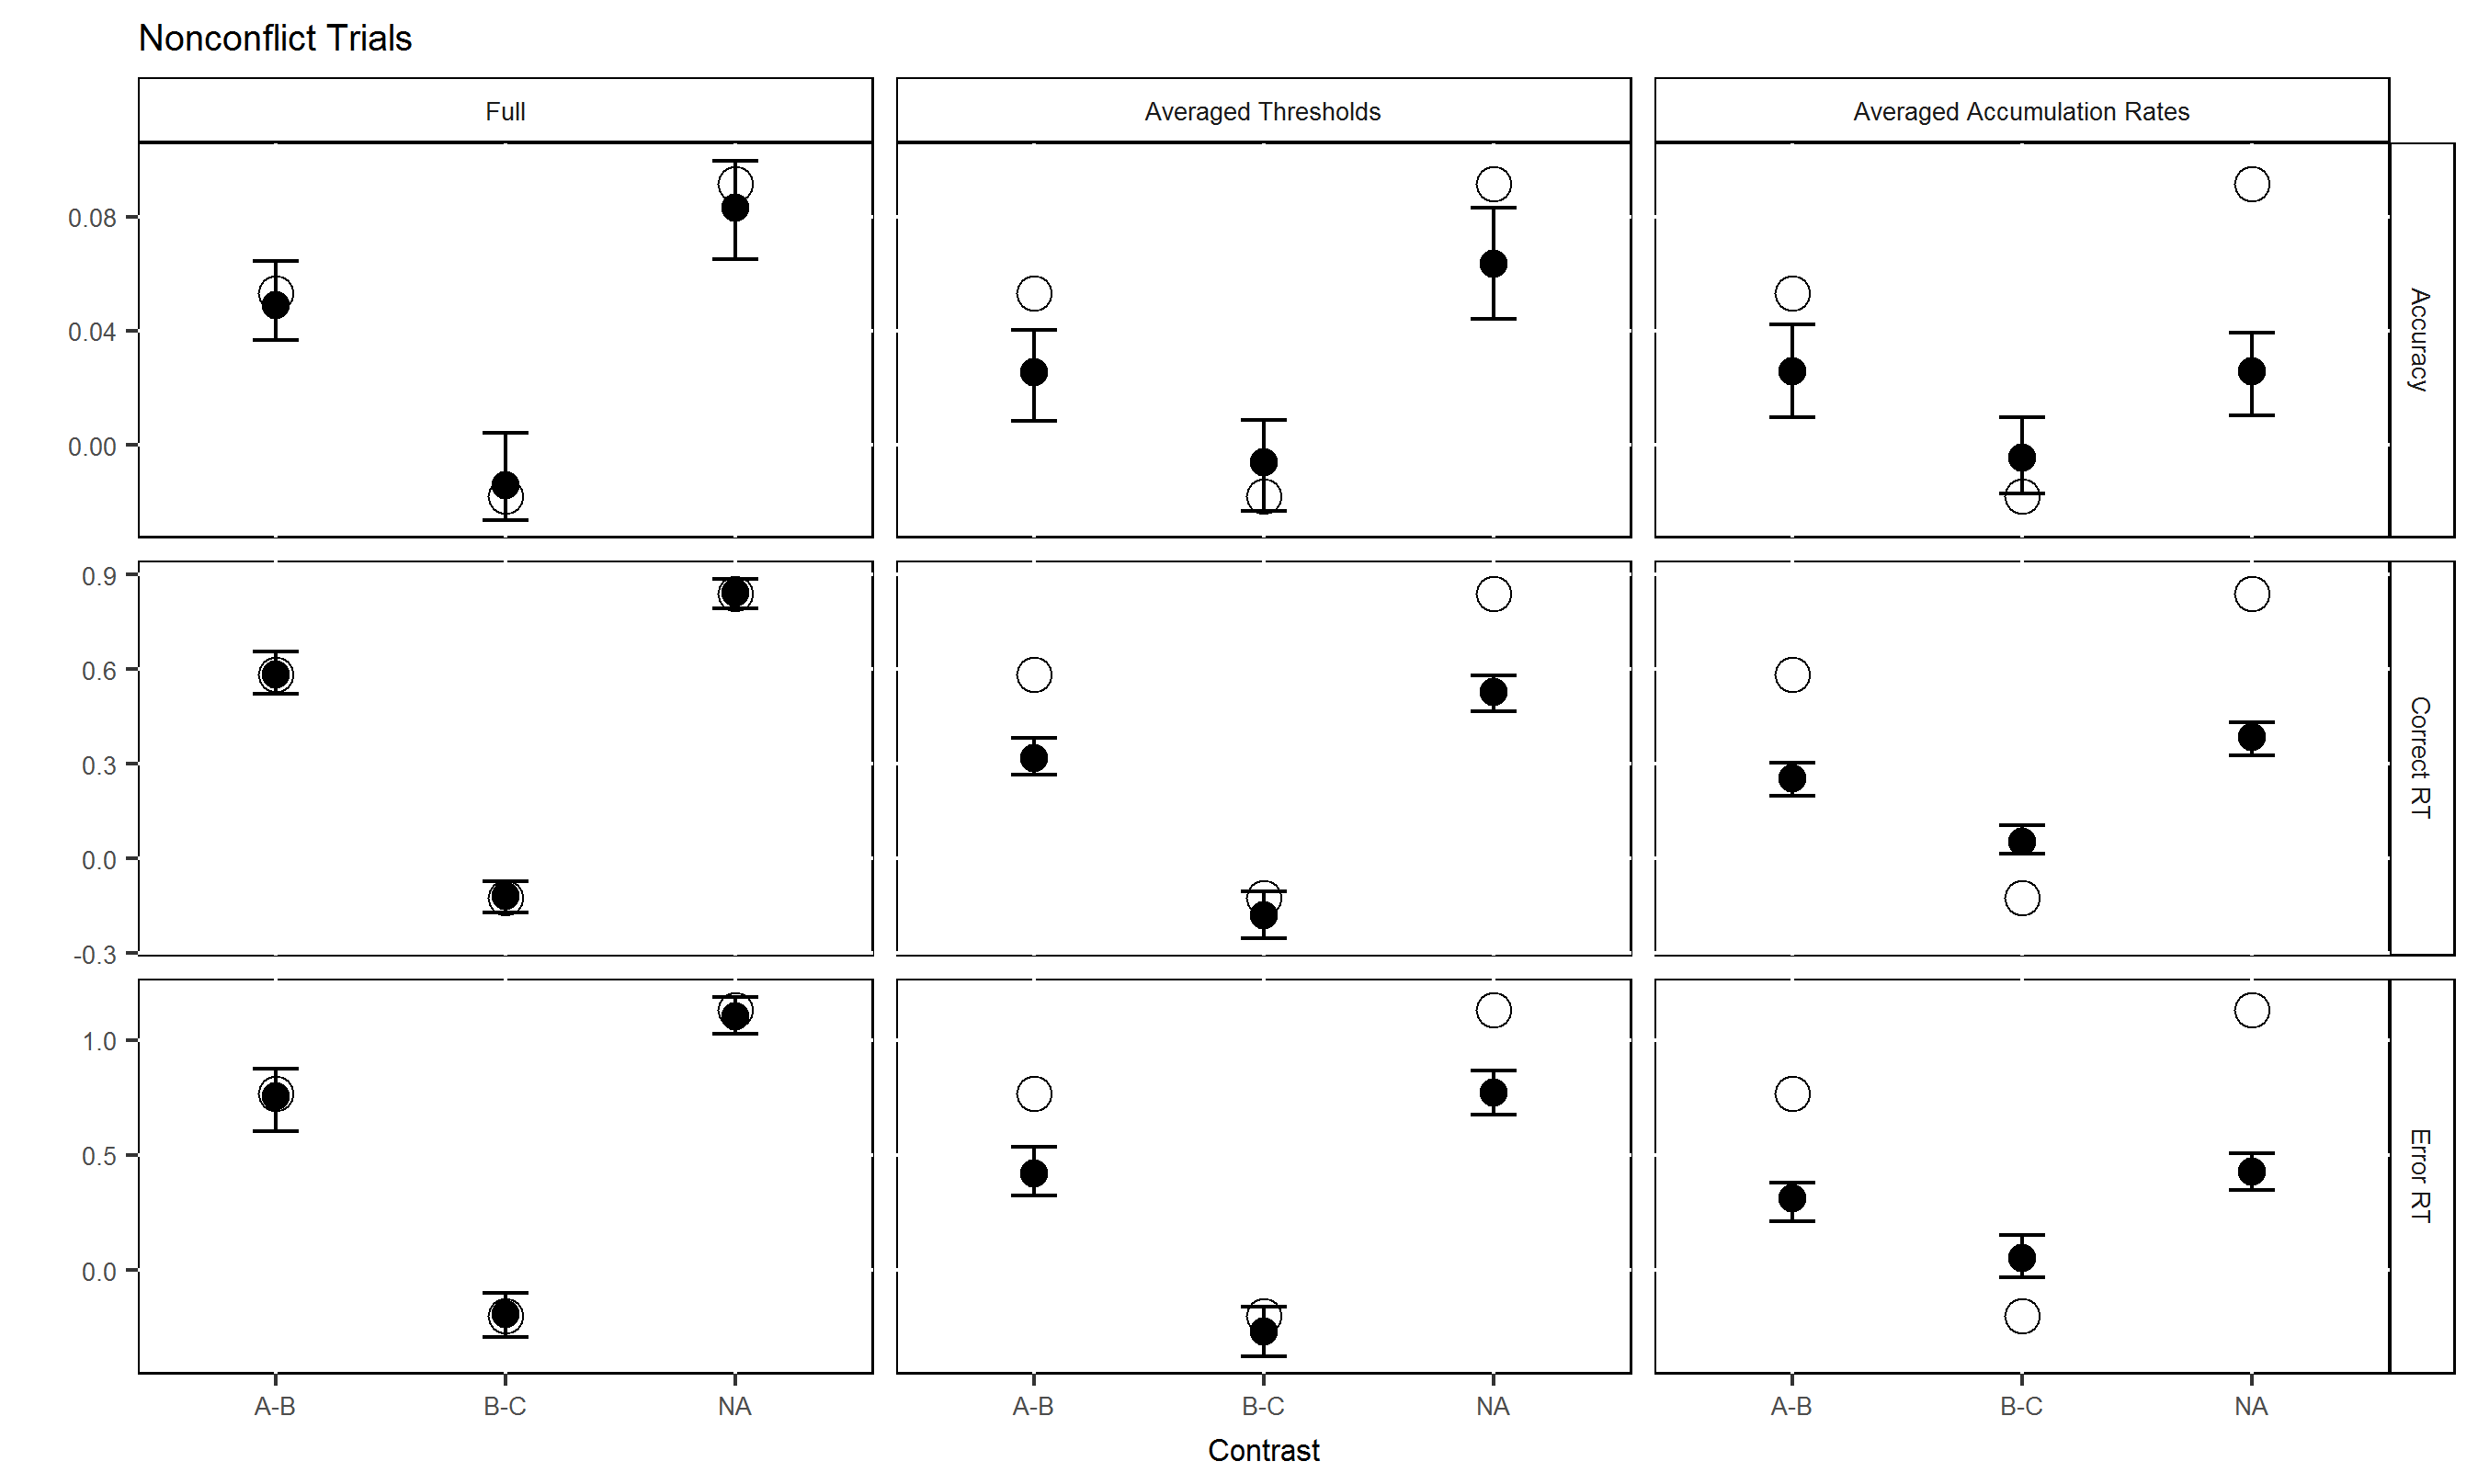 Nonconflict Trials
Full
Averaged Thresholds
Averaged Accumulation Rates
0.08
0.04
0.00
Accuracy
0.9
0.6
0.3
0.0
-0.3
Correct RT
1.0
0.5
0.0
Error RT
A-B
B-C
NA
A-B
B-C
NA
A-B
B-C
NA
Contrast